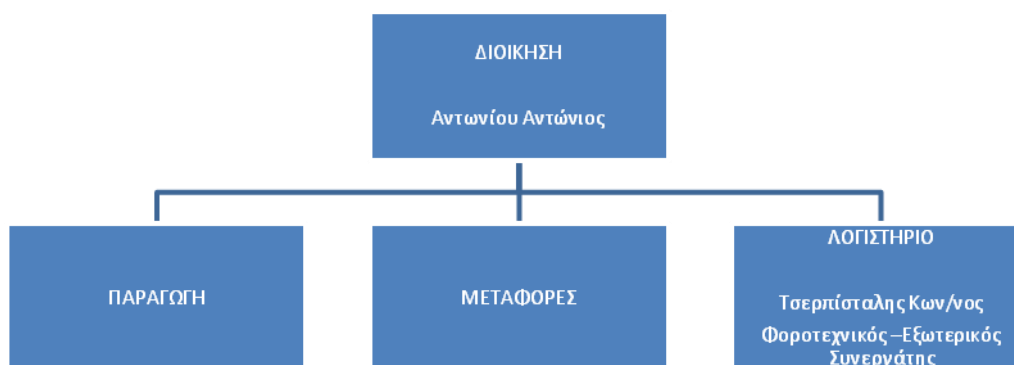 ΔΙΟΙΚΗΣΗ
Αντωνίου Αντώνιος
ΠΑΡΑΓΩΓΗ
ΜΕΤΑΦΟΡΕΣ
ΛΟΓΙΣΤΗΡΙΟ
Τσερπίσταλης Κων/νος
Φοροτεχνικός –Εξωτερικός
Συνεργάτης